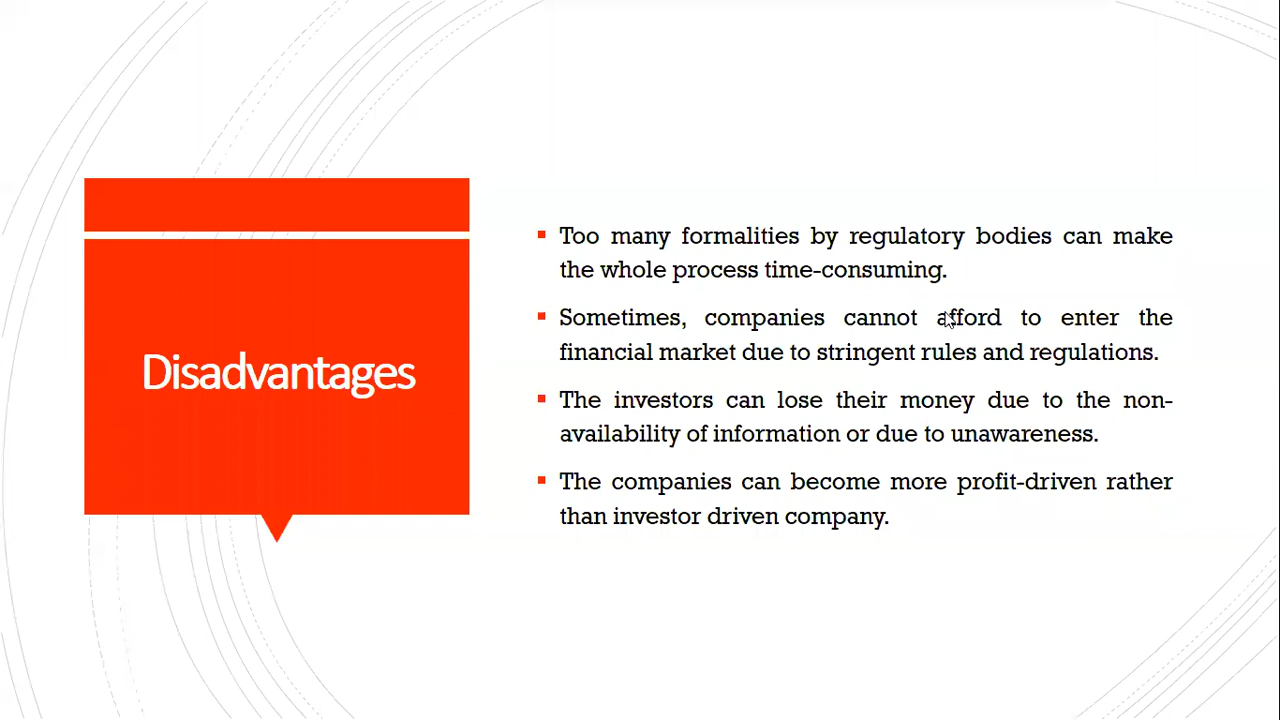 Disadvantages
Too many formalities by regulatory bodies can make
the whole process time-consuming.
Sometimes, companies cannot afford to enter the
financial market due to stringent rules and regulations.
The investors can lose their money due to the non-
availability of information or due to unawareness.
The companies can become more profit-driven rather
than investor driven company.